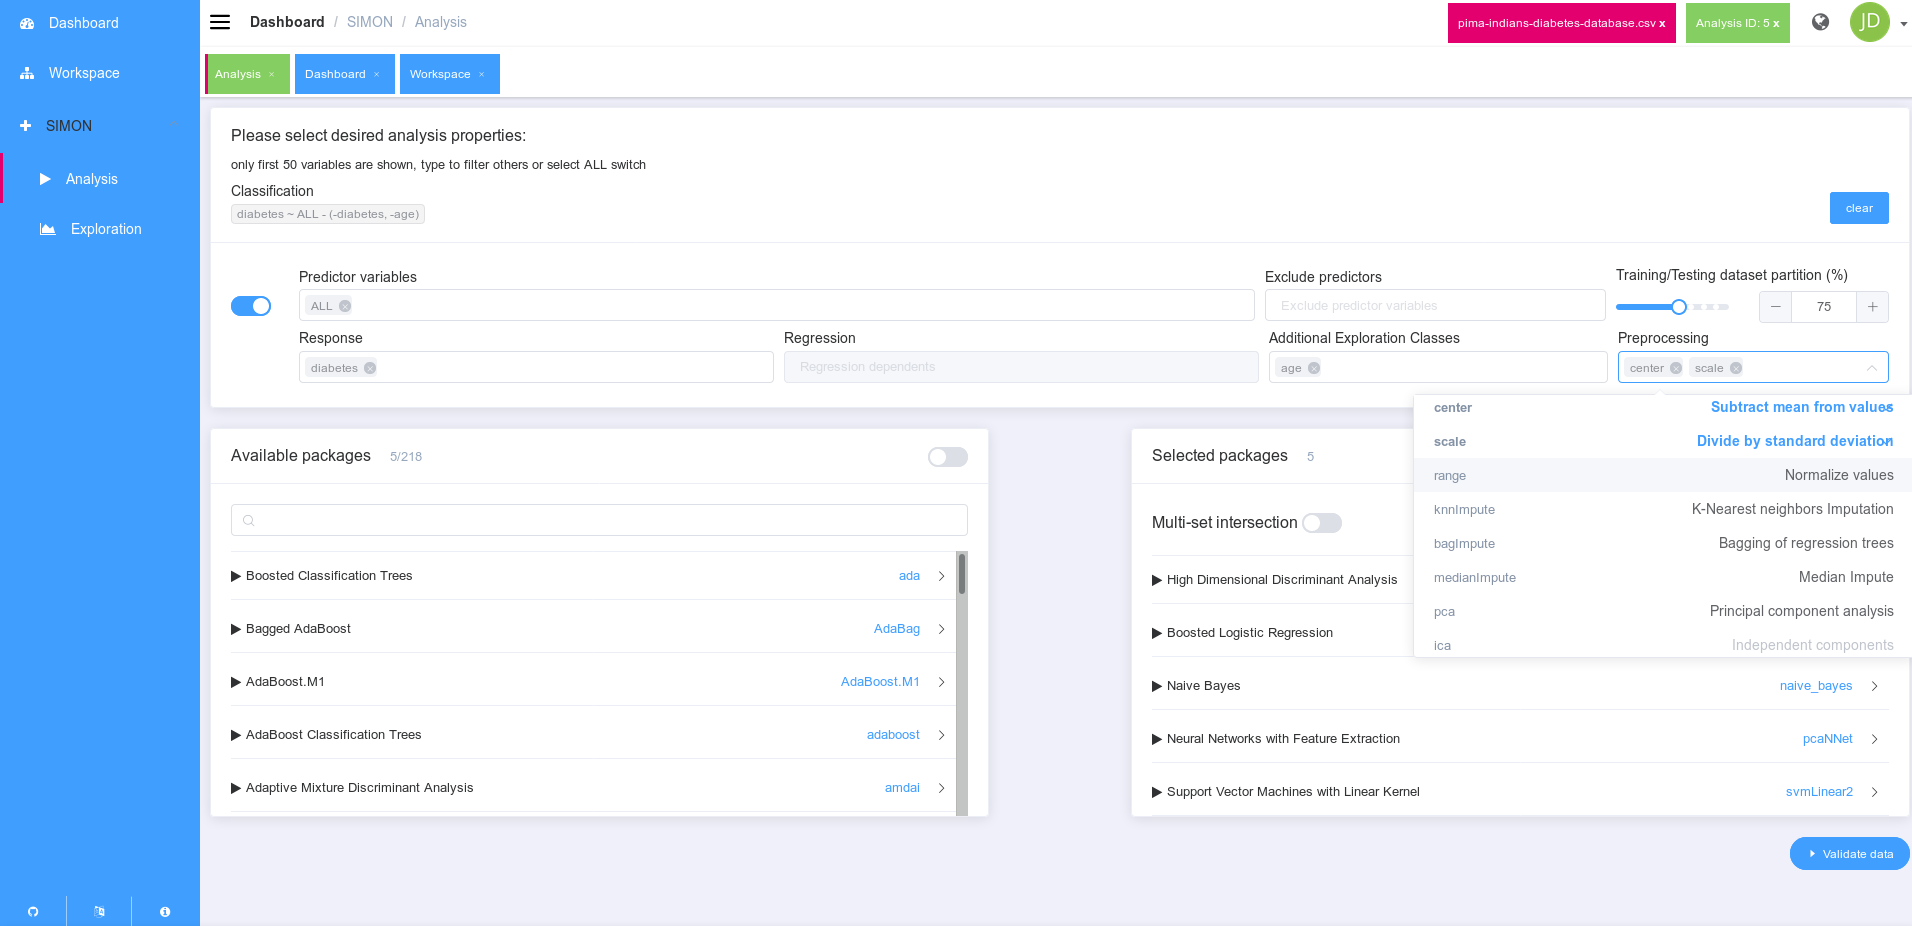 Dashboard
Workspace
SIMON
Analysis
Exploration
Dashboard / SIMON / Analysis
pima-indians-diabetes-database.csv x
Analysis ID: 5 x
JD
Analysis ×
Dashboard ×
Workspace ×
Please select desired analysis properties:
only first 50 variables are shown, type to filter others or select ALL switch
Classification
diabetes ~ ALL - (-diabetes, -age)
clear
Predictor variables
ALL
Exclude predictors
Exclude predictor variables
Training/Testing dataset partition (%)
75
Response
diabetes
Regression
Regression dependents
Additional Exploration Classes
age
Preprocessing
center
scale
center Subtract mean from values
scale Divide by standard deviation
range Normalize values
knnImpute K-Nearest neighbors Imputation
bagImpute Bagging of regression trees
medianImpute Median Impute
pca Principal component analysis
ica Independent components
Available packages 5/218
Boosted Classification Trees ada
Bagged AdaBoost AdaBag
AdaBoost.M1 AdaBoost.M1
AdaBoost Classification Trees adaboost
Adaptive Mixture Discriminant Analysis amdai
Selected packages 5
Multi-set intersection
High Dimensional Discriminant Analysis
Boosted Logistic Regression
Naive Bayes naive_bayes
Neural Networks with Feature Extraction pcaNNet
Support Vector Machines with Linear Kernel svmLinear2
Validate data